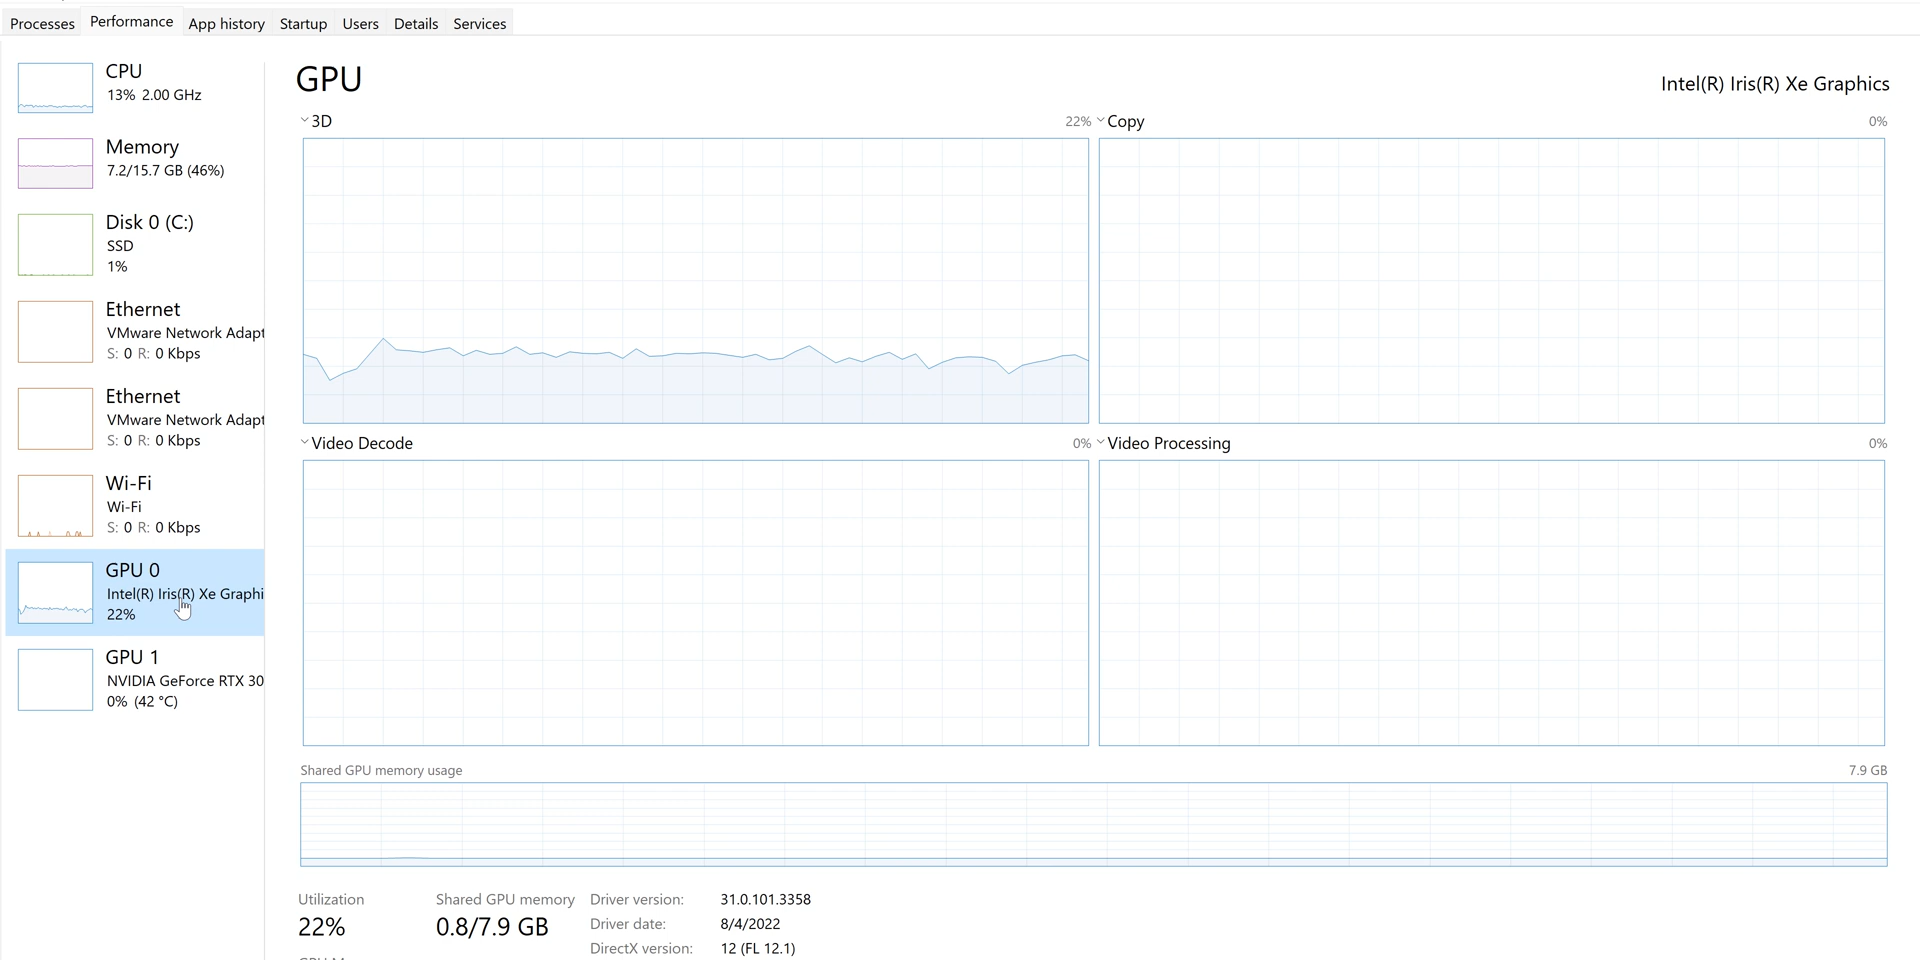 Processes Performance App history Startup Users Details Services
CPU
13% 2.00 GHz
Memory
7.2/15.7 GB (46%)
Disk 0 (C:)
SSD
1%
Ethernet
VMware Network Adapt
S: 0 R: 0 Kbps
Ethernet
VMware Network Adapt
S: 0 R: 0 Kbps
Wi-Fi
Wi-Fi
S: 0 R: 0 Kbps
GPU 0
Intel(R) Iris(R) Xe Graphi
22%
GPU 1
NVIDIA GeForce RTX 30
0% (42 °C)
GPU
Intel(R) Iris(R) Xe Graphics
3D 22%
Copy 0%
Video Decode 0%
Video Processing 0%
Shared GPU memory usage 7.9 GB
Utilization
22%
Shared GPU memory
0.8/7.9 GB
Driver version: 31.0.101.3358
Driver date: 8/4/2022
DirectX version: 12 (FL 12.1)